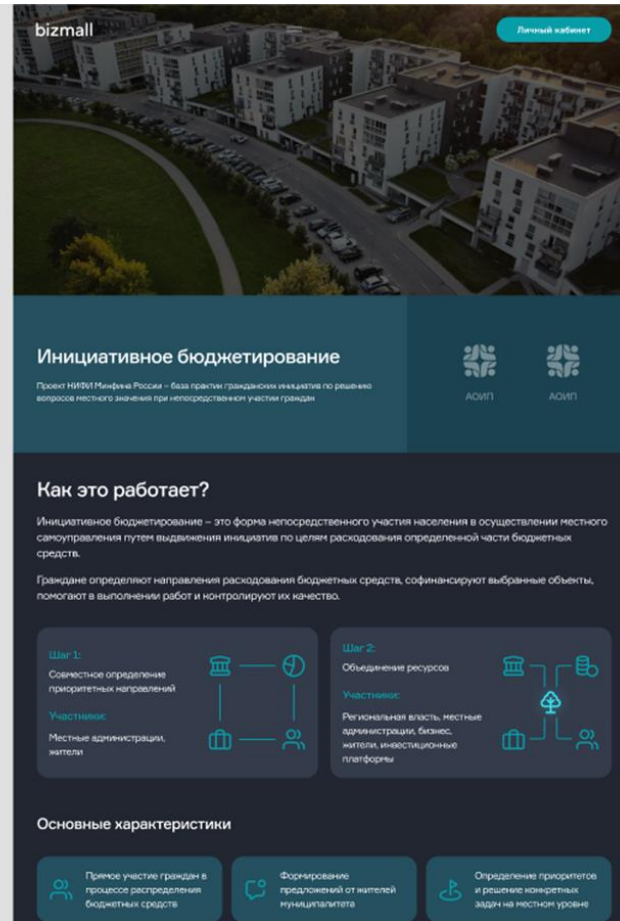 bizmall
Личный кабинет
Инициативное бюджетирование
Проект НИФИ Минфина России – база практик гражданских инициатив по решению
вопросов местного значения при непосредственном участии граждан
АОИП
АОИП
Как это работает?
Инициативное бюджетирование – это форма непосредственного участия населения в осуществлении местного
самоуправления путем выдвижения инициатив по целям расходования определенной части бюджетных
средств.
Граждане определяют направления расходования бюджетных средств, софинансируют выбранные объекты,
помогают в выполнении работ и контролируют их качество.
Шаг 1:
Совместное определение
приоритетных направлений
Участники:
Местные администрации,
жители
Шаг 2:
Объединение ресурсов
Участники:
Региональная власть, местные
администрации, бизнес,
жители, инвестиционные
платформы
Основные характеристики
Прямое участие граждан в
процессе распределения
бюджетных средств
Формирование
предложений от жителей
муниципалитета
Определение приоритетов
и решение конкретных
задач на местном уровне